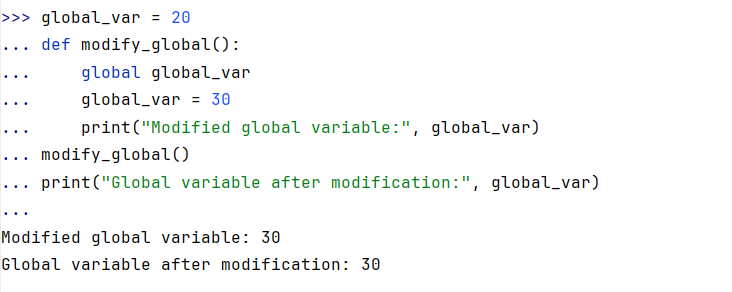 >>> global_var = 20
... def modify_global():
...     global global_var
...     global_var = 30
...     print("Modified global variable:", global_var)
... modify_global()
... print("Global variable after modification:", global_var)
...
Modified global variable: 30
Global variable after modification: 30